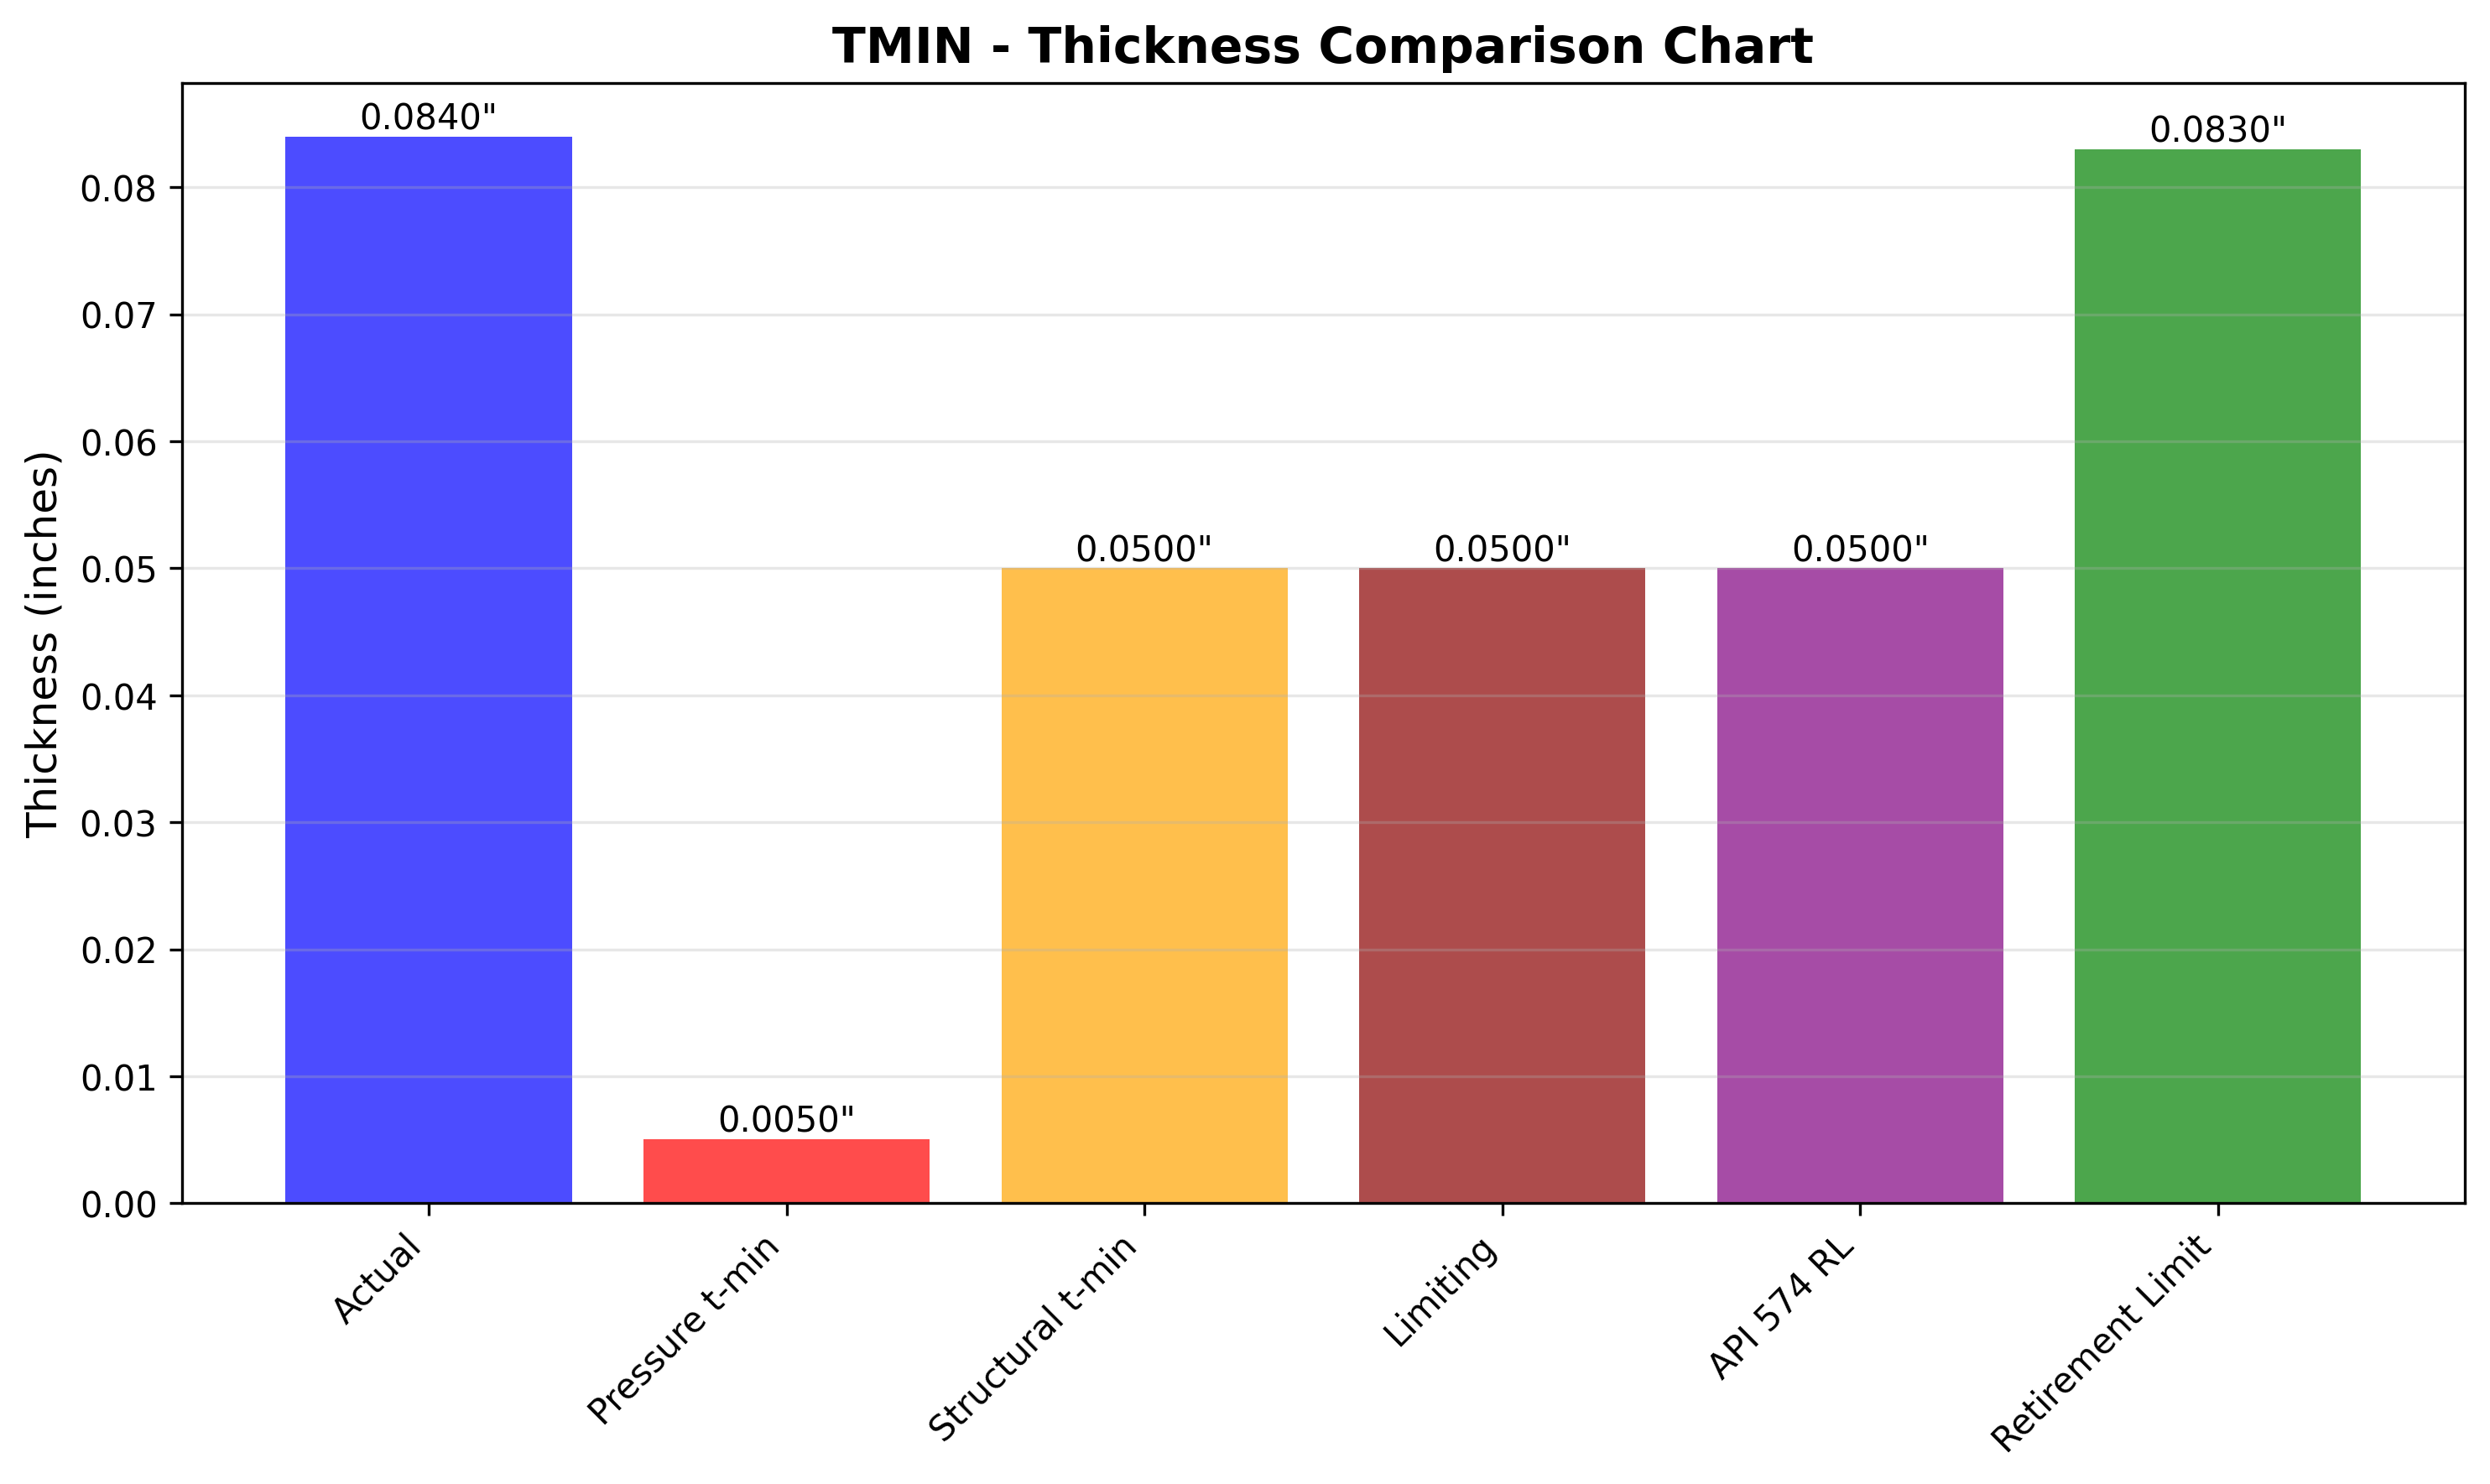 TMIN - Thickness Comparison Chart
Thickness (inches)
0.08
0.07
0.06
0.05
0.04
0.03
0.02
0.01
0.00
0.0840"
0.0050"
0.0500"
0.0500"
0.0500"
0.0830"
Actual
Pressure t-min
Structural t-min
Limiting
API 574 RL
Retirement Limit